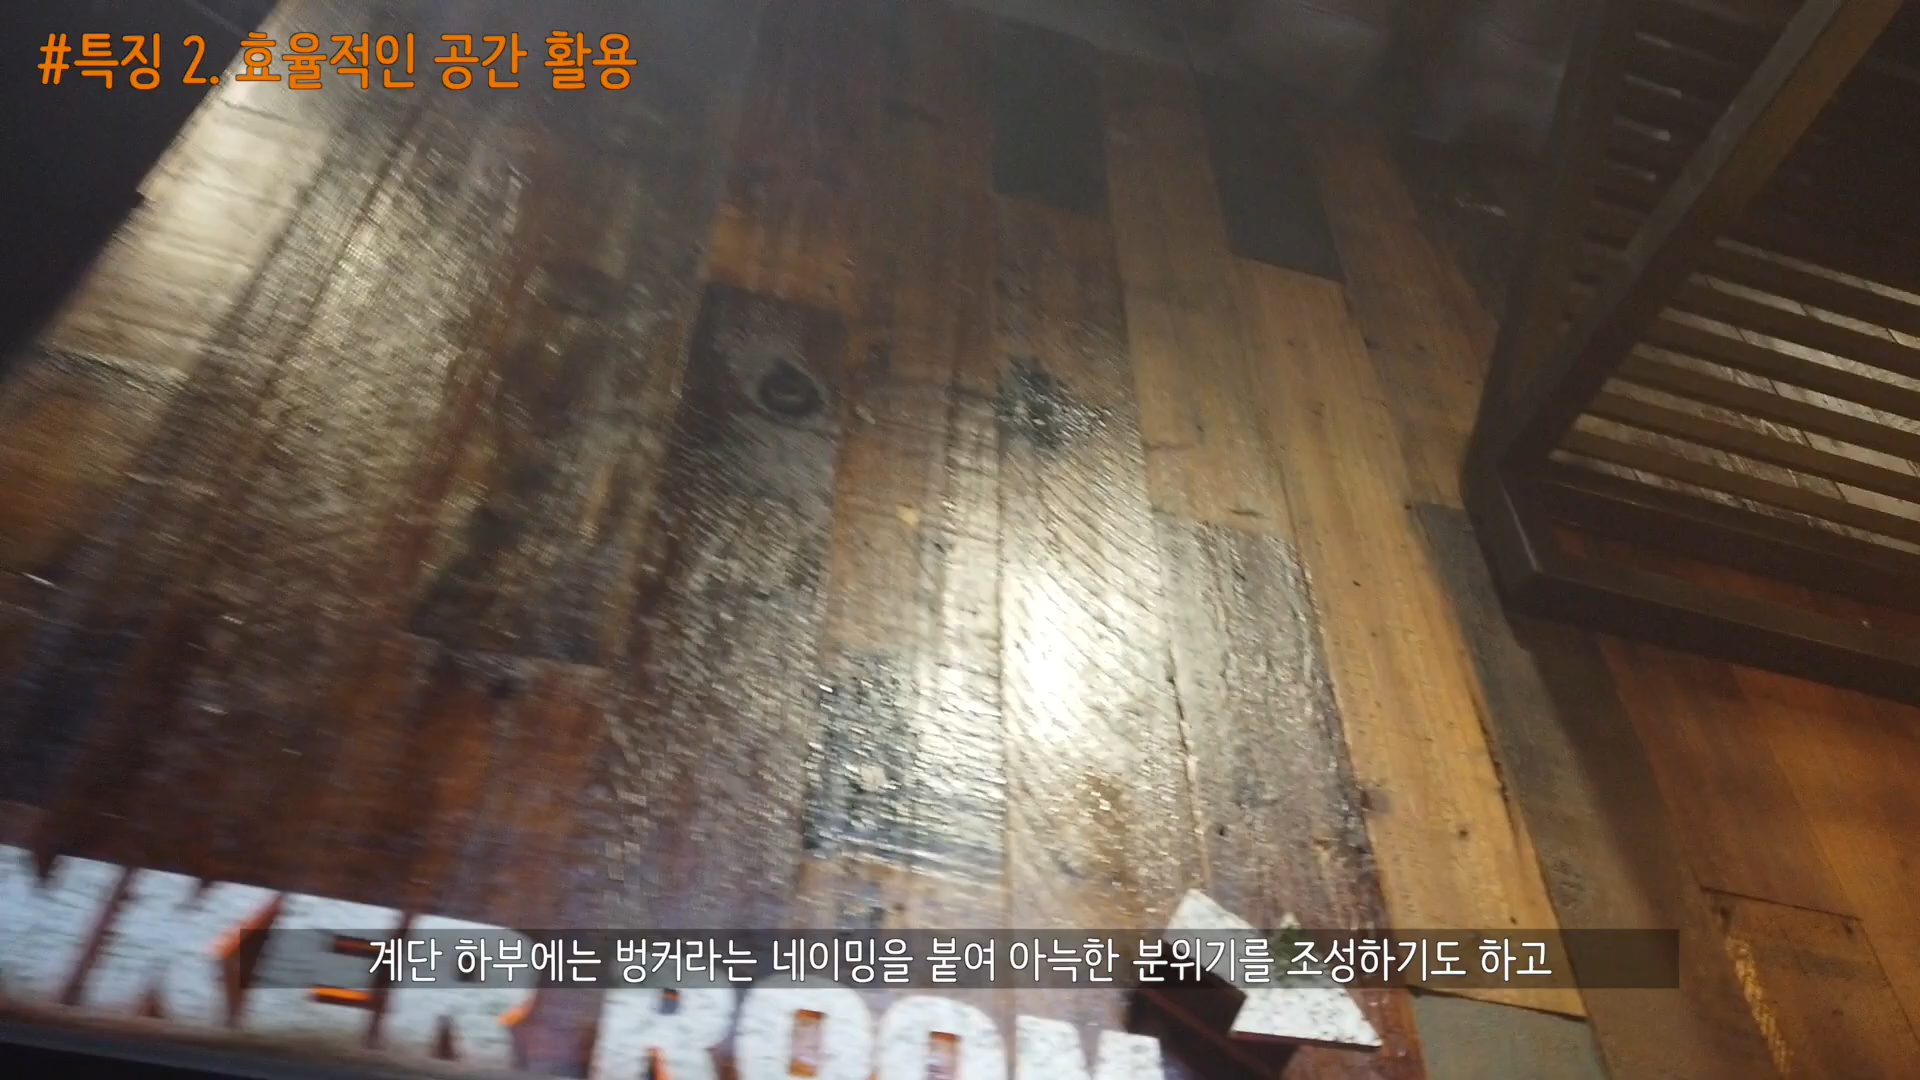 #특징 2. 효율적인 공간 활용
계단 하부에는 벙커라는 네이밍을 붙여 아늑한 분위기를 조성하기도 하고
NKER ROOM